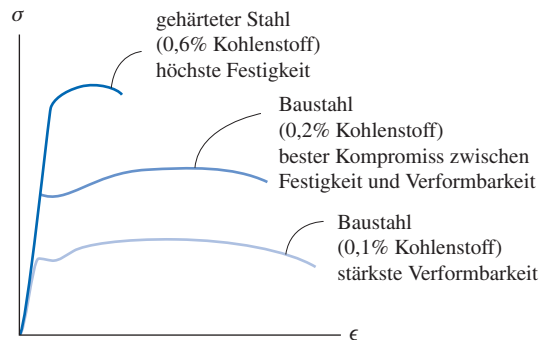 σ
gehärteter Stahl
(0,6% Kohlenstoff)
höchste Festigkeit
Baustahl
(0,2% Kohlenstoff)
bester Kompromiss zwischen
Festigkeit und Verformbarkeit
Baustahl
(0,1% Kohlenstoff)
stärkste Verformbarkeit
ϵ